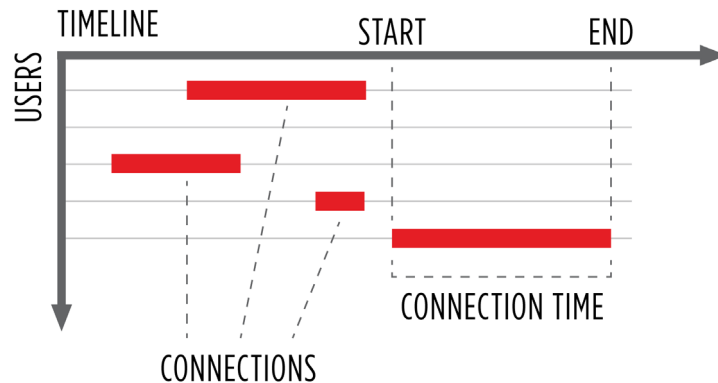 TIMELINE
START
END
USERS
CONNECTION TIME
CONNECTIONS